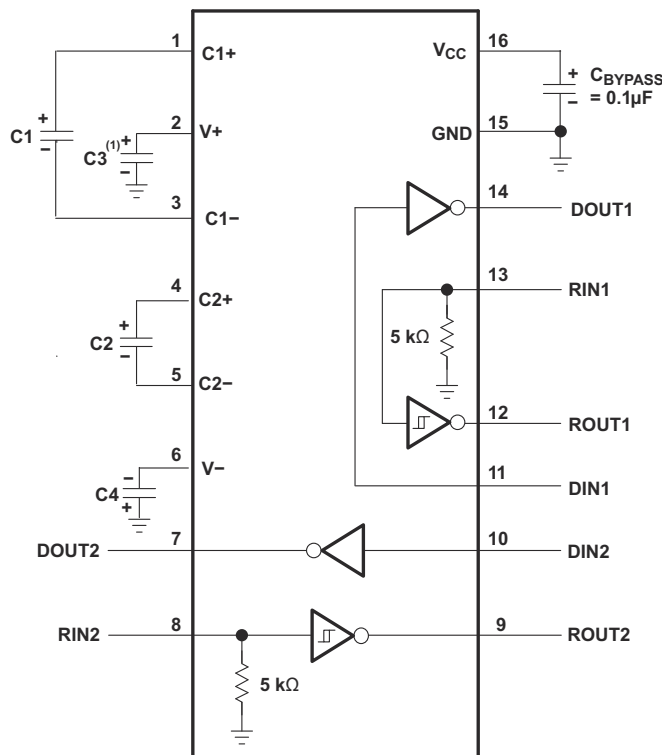 1
C1+
VCC
16
+
CBYPASS
= 0.1µF
−
+
C1
−
2
V+
C3(1)
+
−
15
GND
3
C1−
14
DOUT1
4
C2+
13
RIN1
+
C2
−
5 kΩ
5
C2−
12
ROUT1
6
V−
−
C4
+
11
DIN1
DOUT2
7
10
DIN2
RIN2
8
9
ROUT2
5 kΩ